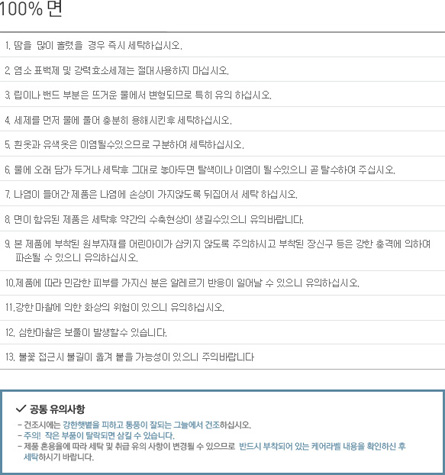 100% 면
1. 땀을 많이 흘렸을 경우 즉시 세탁하십시오.
2. 염소 표백제 및 강력효소세제는 절대사용하지 마십시오.
3. 립이나 밴드 부분은 뜨거운 물에서 변형되므로 특히 유의 하십시오.
4. 세제를 먼저 물에 풀어 충분히 용해시킨후 세탁하십시오.
5. 흰옷과 유색옷은 이염될수있으므로 구분하여 세탁하십시오.
6. 물에 오래 담가 두거나 세탁후 그대로 놓아두면 탈색이나 이염이 될 수있으니 곧 탈수하여 주십시오.
7. 나염이 들어간 제품은 나염에 손상이 가지않도록 뒤집어서 세탁 하십시오.
8. 면이 함유된 제품은 세탁후 약간의 수축현상이 생길수있으니 유의바랍니다.
9. 본 제품에 부착된 원부자재를 어린이가 삼키지 않도록 주의하시고 부착된 장신구 등은 강한 충격에 의하여
파손될 수 있으니 유의하십시오.
10.제품에 따라 민감한 피부를 가지신 분은 알레르기 반응이 일어날 수 있으니 유의하십시오.
11.강한 마찰에 의한 화상의 위험이 있으니 유의하십시오.
12. 심한마찰은 보풀이 발생할수 있습니다.
13. 불꽃 접근시 불길이 옮겨 붙을 가능성이 있으니 주의바랍니다
✓ 공통 유의사항
- 건조시에는 강한햇볕을 피하고 통풍이 잘되는 그늘에서 건조하십시오.
- 주의! 작은 부품이 탈락되면 삼킬 수 있습니다.
- 제품 혼용율에 따라 세탁 및 취급 유의 사항이 변경될 수 있으므로 반드시 부착되어 있는 케어라벨 내용을 확인하신 후
세탁하시기 바랍니다.